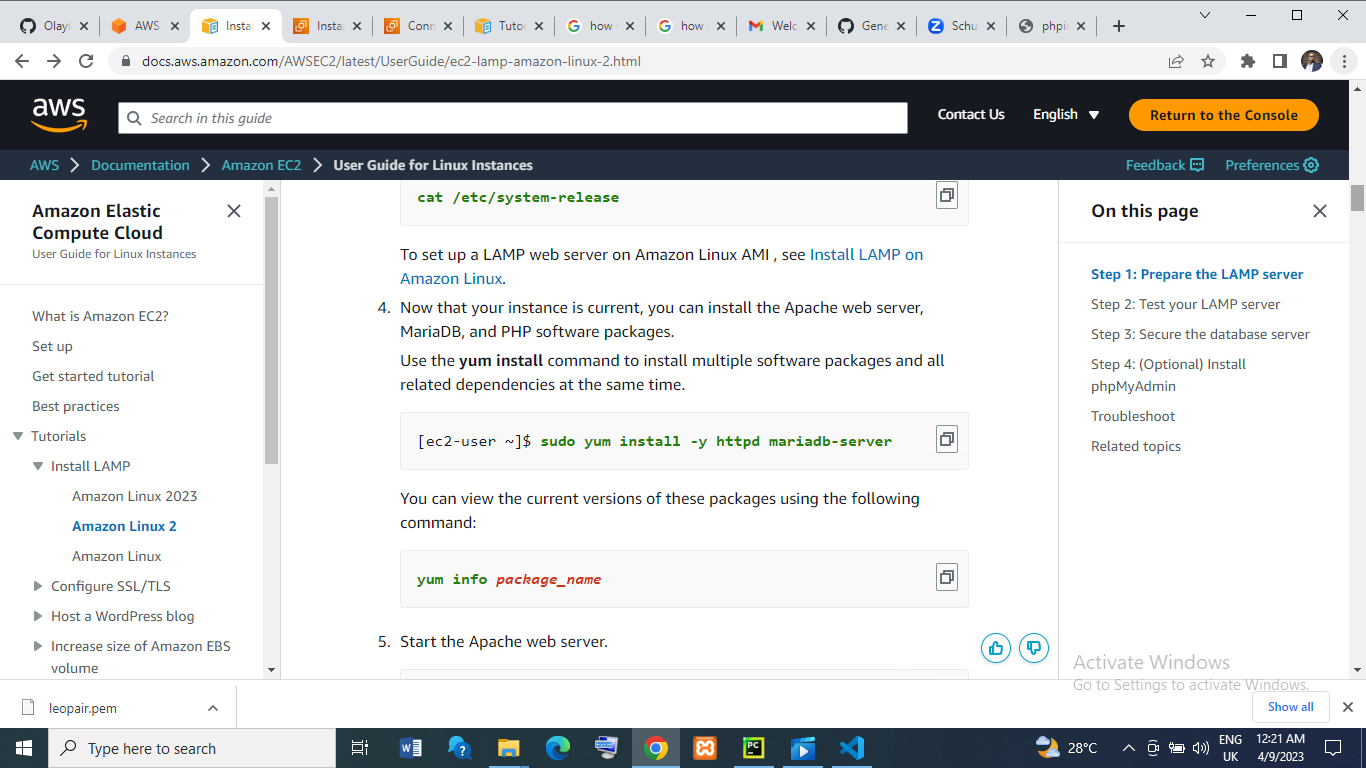 Olayi
AWS
Instal
Instal
Conn
Tutor
how
how
Welc
Gene
Schu
phpi
docs.aws.amazon.com/AWSEC2/latest/UserGuide/ec2-lamp-amazon-linux-2.html
aws
Search in this guide
Contact Us
English
Return to the Console
AWS
Documentation
Amazon EC2
User Guide for Linux Instances
Feedback
Preferences
Amazon Elastic
Compute Cloud
User Guide for Linux Instances
What is Amazon EC2?
Set up
Get started tutorial
Best practices
Tutorials
Install LAMP
Amazon Linux 2023
Amazon Linux 2
Amazon Linux
Configure SSL/TLS
Host a WordPress blog
Increase size of Amazon EBS
volume
cat /etc/system-release
To set up a LAMP web server on Amazon Linux AMI , see Install LAMP on
Amazon Linux.
4. Now that your instance is current, you can install the Apache web server,
MariaDB, and PHP software packages.
Use the yum install command to install multiple software packages and all
related dependencies at the same time.
[ec2-user ~]$ sudo yum install -y httpd mariadb-server
You can view the current versions of these packages using the following
command:
yum info package_name
5. Start the Apache web server.
On this page
Step 1: Prepare the LAMP server
Step 2: Test your LAMP server
Step 3: Secure the database server
Step 4: (Optional) Install
phpMyAdmin
Troubleshoot
Related topics
Activate Windows
Go to Settings to activate Windows.
leopair.pem
Show all
Type here to search
28°C
ENG
UK
12:21 AM
4/9/2023